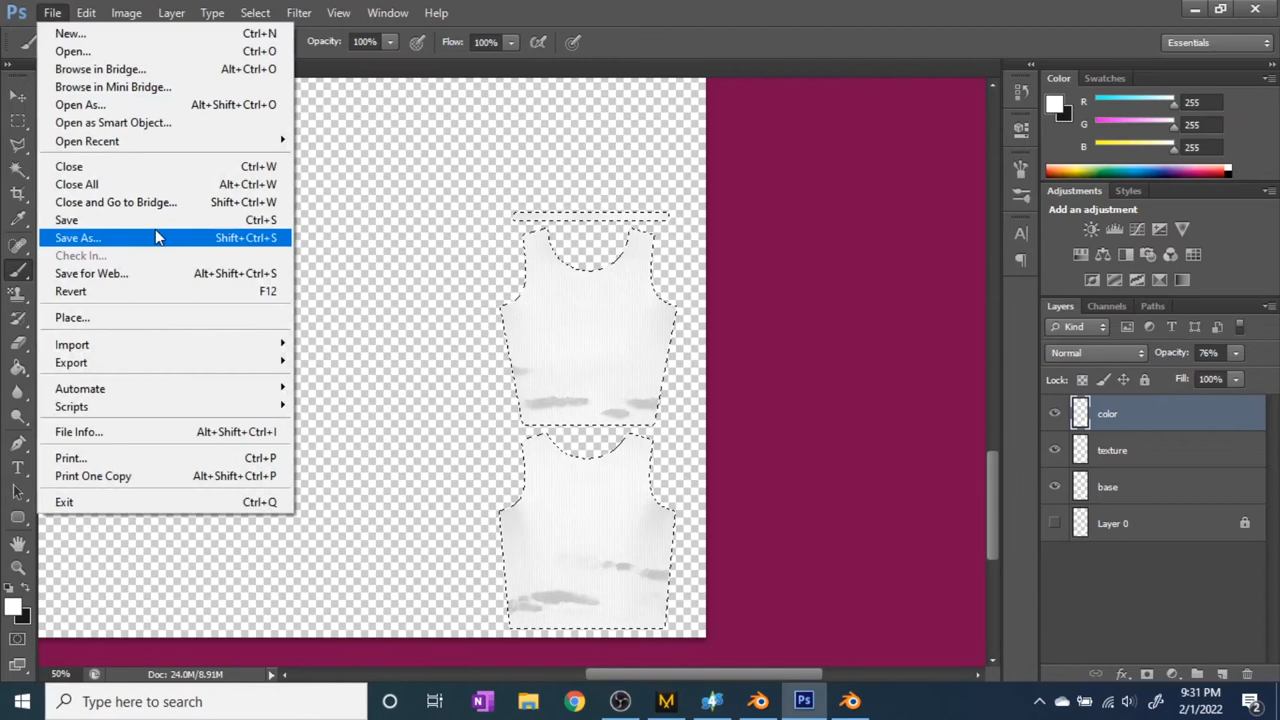 Ps File Edit Image Layer Type Select Filter View Window Help
Opacity: 100% Flow: 100% Essentials
New... Ctrl+N
Open... Ctrl+O
Browse in Bridge... Alt+Ctrl+O
Browse in Mini Bridge...
Open As... Alt+Shift+Ctrl+O
Open as Smart Object...
Open Recent
Close Ctrl+W
Close All Alt+Ctrl+W
Close and Go to Bridge... Shift+Ctrl+W
Save Ctrl+S
Save As... Shift+Ctrl+S
Check In...
Save for Web... Alt+Shift+Ctrl+S
Revert F12
Place...
Import
Export
Automate
Scripts
File Info... Alt+Shift+Ctrl+I
Print... Ctrl+P
Print One Copy Alt+Shift+Ctrl+P
Exit Ctrl+Q
Color Swatches
R 255
G 255
B 255
Adjustments Styles
Add an adjustment
Layers Channels Paths
Kind
Normal Opacity: 76%
Lock: Fill: 100%
color
texture
base
Layer 0
50% Doc: 24.0M/8.91M
Type here to search
9:31 PM
2/1/2022
2